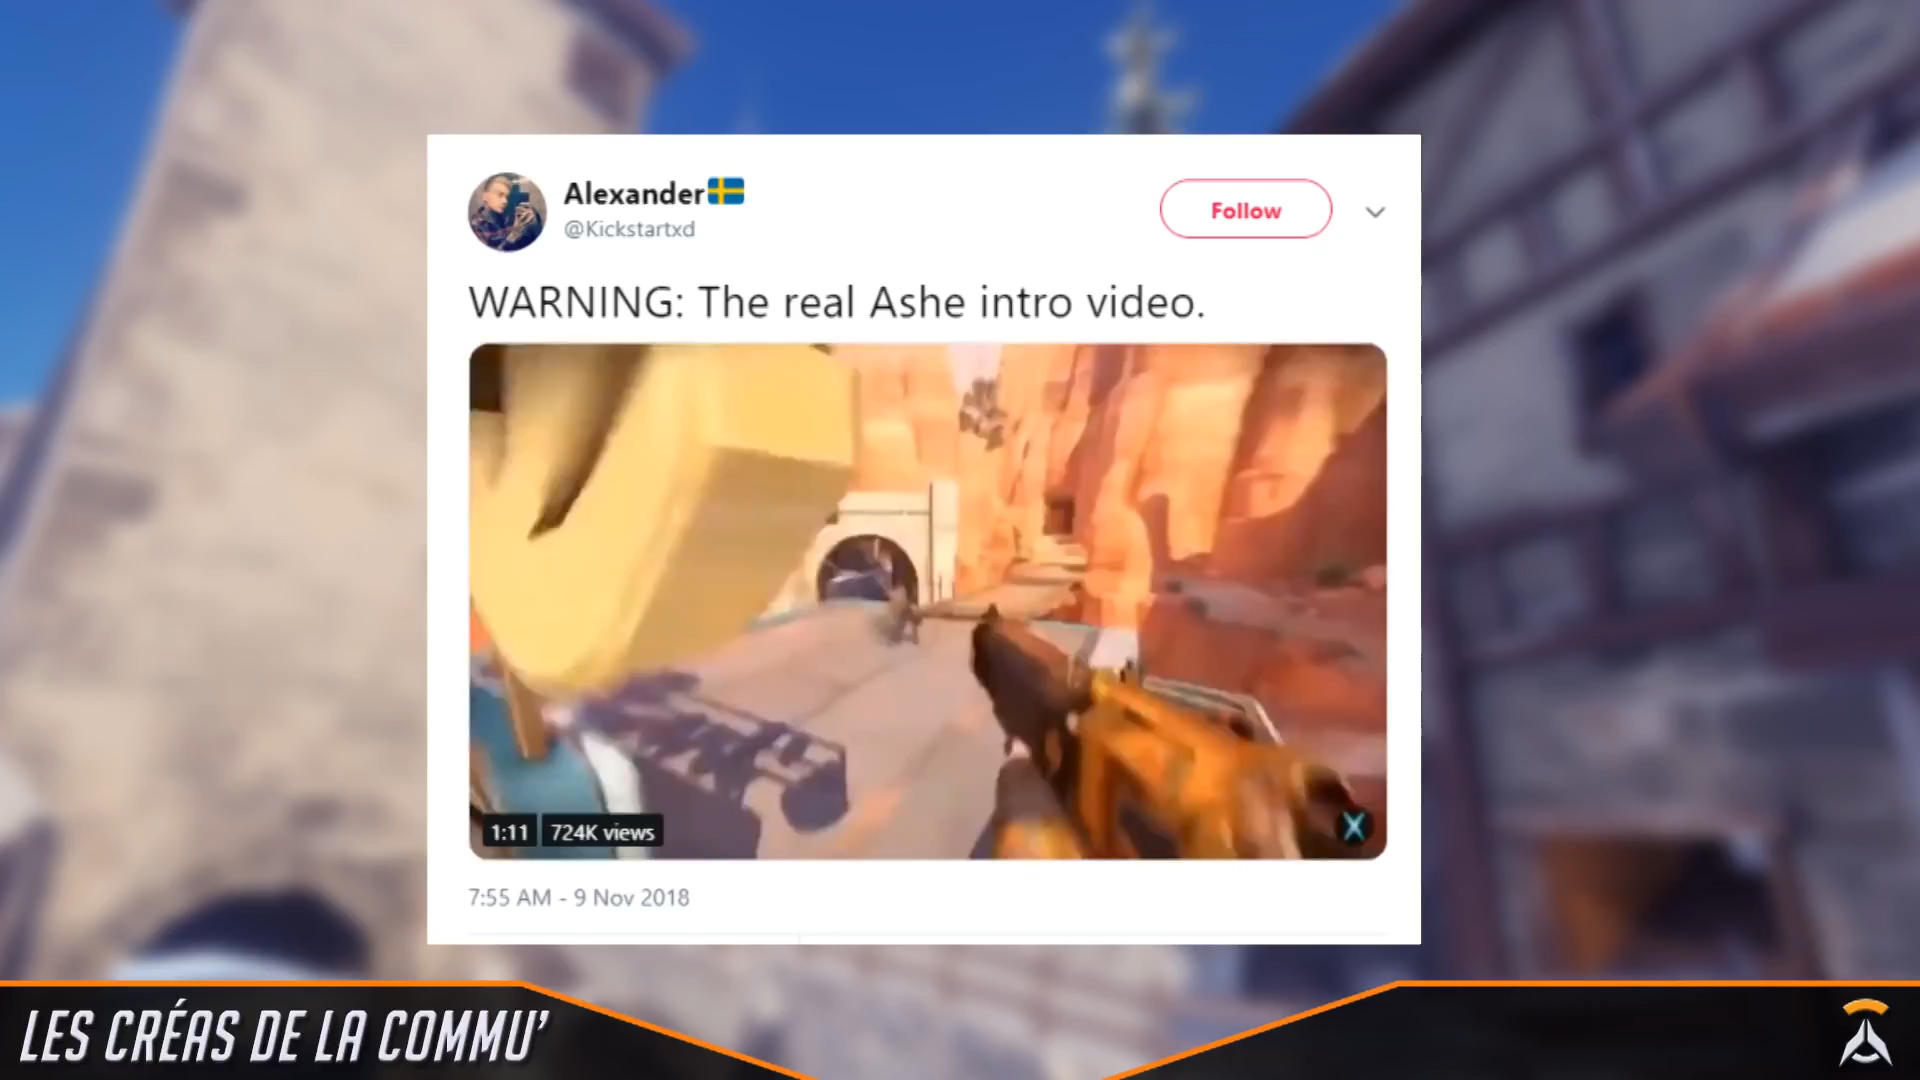 Alexander
@Kickstartxd
Follow
WARNING: The real Ashe intro video.
1:11
724K views
7:55 AM - 9 Nov 2018
LES CRÉAS DE LA COMMU'